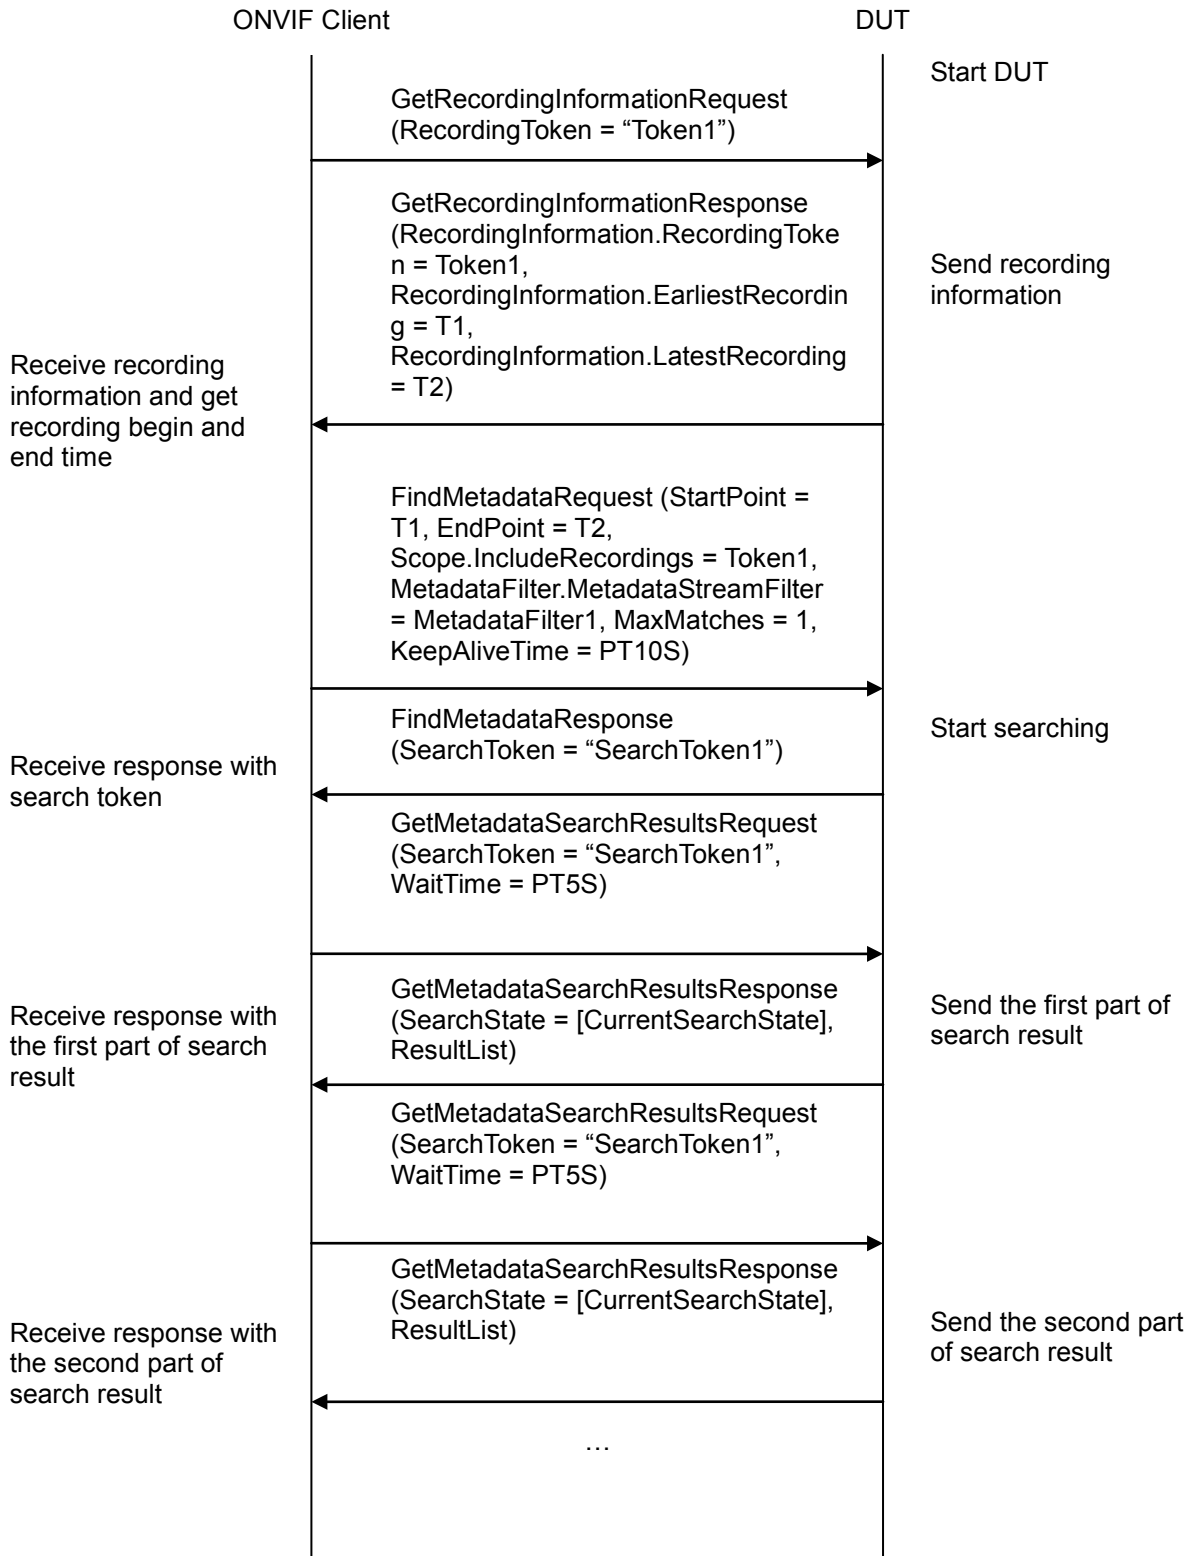 ONVIF Client
DUT
Start DUT
GetRecordingInformationRequest
(RecordingToken = “Token1”)
GetRecordingInformationResponse
(RecordingInformation.RecordingToke
n = Token1,
RecordingInformation.EarliestRecordin
g = T1,
RecordingInformation.LatestRecording
= T2)
Send recording
information
Receive recording
information and get
recording begin and
end time
FindMetadataRequest (StartPoint =
T1, EndPoint = T2,
Scope.IncludeRecordings = Token1,
MetadataFilter.MetadataStreamFilter
= MetadataFilter1, MaxMatches = 1,
KeepAliveTime = PT10S)
FindMetadataResponse
(SearchToken = “SearchToken1”)
Start searching
Receive response with
search token
GetMetadataSearchResultsRequest
(SearchToken = “SearchToken1”,
WaitTime = PT5S)
GetMetadataSearchResultsResponse
(SearchState = [CurrentSearchState],
ResultList)
Send the first part of
search result
Receive response with
the first part of search
result
GetMetadataSearchResultsRequest
(SearchToken = “SearchToken1”,
WaitTime = PT5S)
GetMetadataSearchResultsResponse
(SearchState = [CurrentSearchState],
ResultList)
Send the second part
of search result
Receive response with
the second part of
search result
…